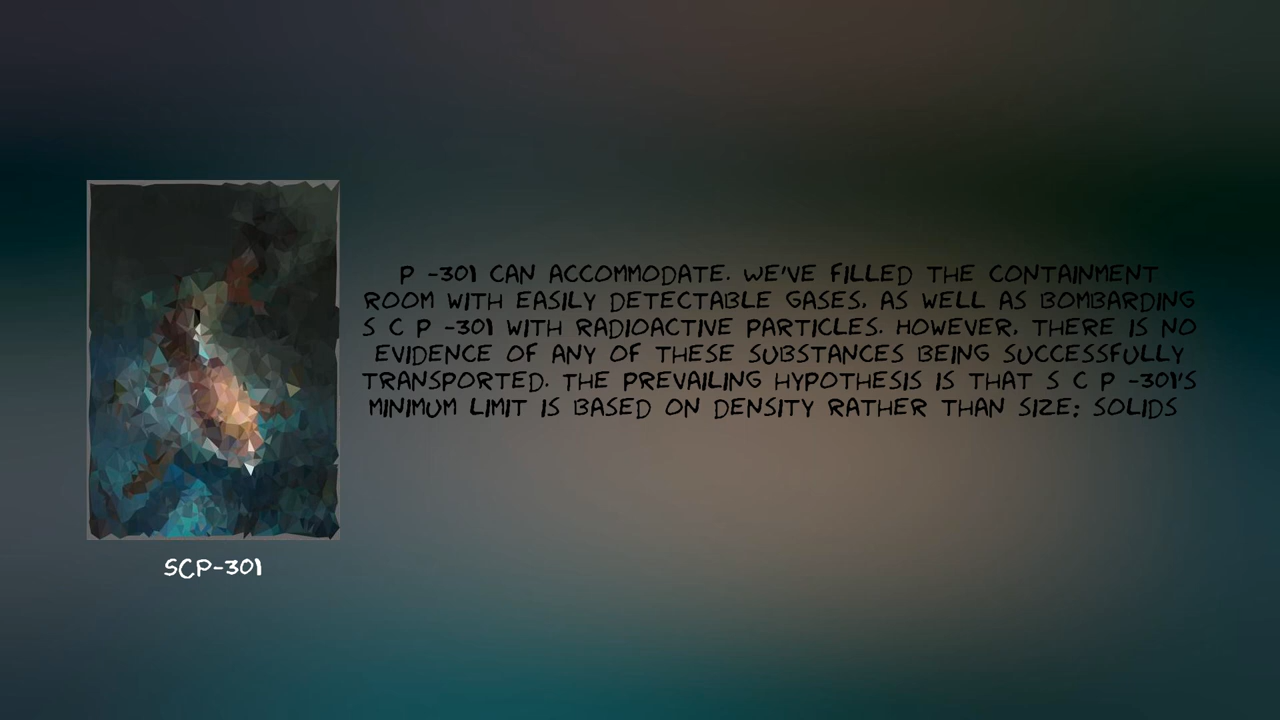 P -301 CAN ACCOMMODATE. WE'VE FILLED THE CONTAINMENT
ROOM WITH EASILY DETECTABLE GASES, AS WELL AS BOMBARDING
S C P -301 WITH RADIOACTIVE PARTICLES. HOWEVER, THERE IS NO
EVIDENCE OF ANY OF THESE SUBSTANCES BEING SUCCESSFULLY
TRANSPORTED. THE PREVAILING HYPOTHESIS IS THAT S C P -301'S
MINIMUM LIMIT IS BASED ON DENSITY RATHER THAN SIZE; SOLIDS
SCP-301